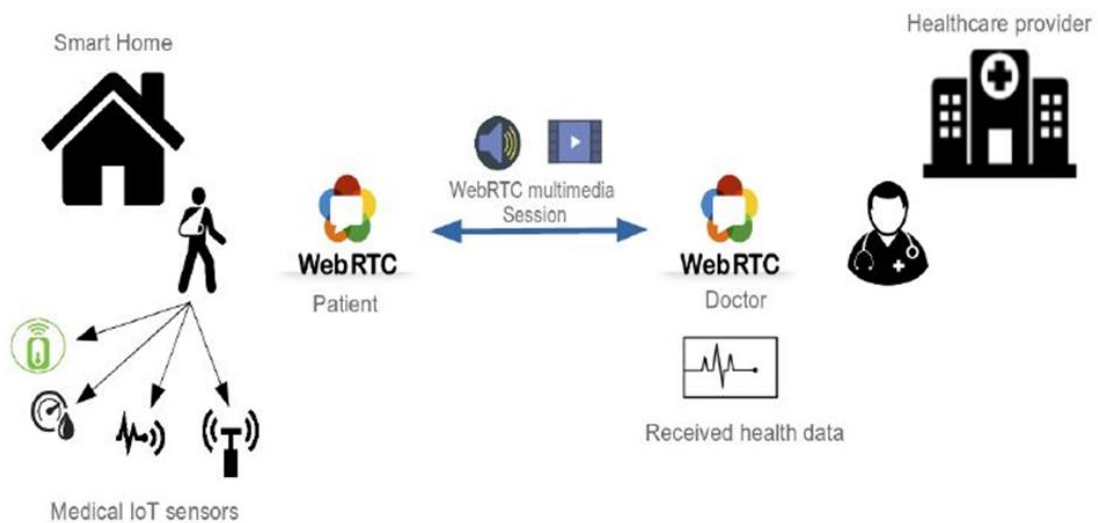 Smart Home
Healthcare provider
WebRTC multimedia
Session
WebRTC
Patient
WebRTC
Doctor
Received health data
Medical IoT sensors